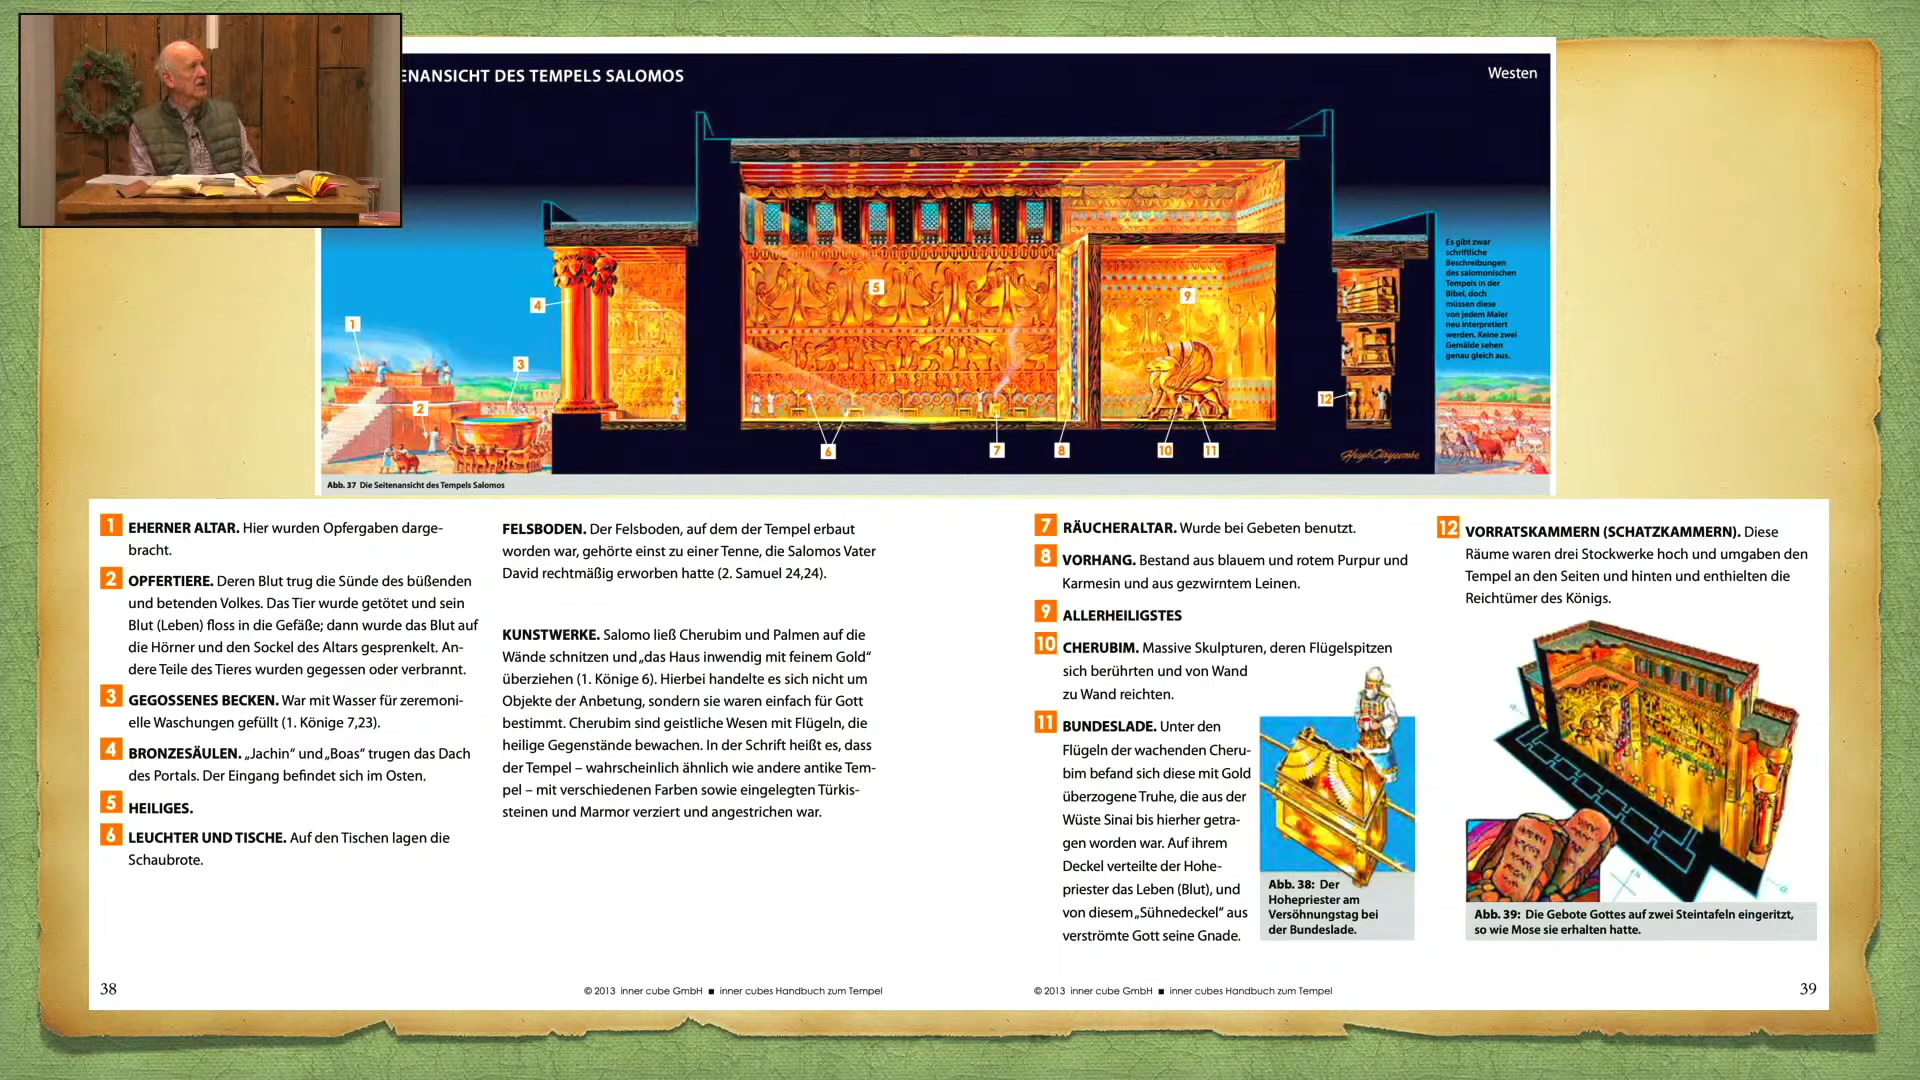 ENANSICHT DES TEMPELS SALOMOS
Westen
Es gibt zwar
schriftliche
Beschreibungen
des salomonischen
Tempels in der
Bibel, doch
müssen diese
von jedem Maler
neu interpretiert
werden. Keine zwei
Gemälde sehen
genau gleich aus.
1
2
3
4
5
6
7
8
9
10
11
12
Abb. 37 Die Seitenansicht des Tempels Salomos
1 EHERNER ALTAR. Hier wurden Opfergaben darge-
bracht.
2 OPFERTIERE. Deren Blut trug die Sünde des büßenden
und betenden Volkes. Das Tier wurde getötet und sein
Blut (Leben) floss in die Gefäße; dann wurde das Blut auf
die Hörner und den Sockel des Altars gesprenkelt. An-
dere Teile des Tieres wurden gegessen oder verbrannt.
3 GEGOSSENES BECKEN. War mit Wasser für zeremoni-
elle Waschungen gefüllt (1. Könige 7,23).
4 BRONZESÄULEN. „Jachin“ und „Boas“ trugen das Dach
des Portals. Der Eingang befindet sich im Osten.
5 HEILIGES.
6 LEUCHTER UND TISCHE. Auf den Tischen lagen die
Schaubrote.
FELSBODEN. Der Felsboden, auf dem der Tempel erbaut
worden war, gehörte einst zu einer Tenne, die Salomos Vater
David rechtmäßig erworben hatte (2. Samuel 24,24).
KUNSTWERKE. Salomo ließ Cherubim und Palmen auf die
Wände schnitzen und „das Haus inwendig mit feinem Gold“
überziehen (1. Könige 6). Hierbei handelte es sich nicht um
Objekte der Anbetung, sondern sie waren einfach für Gott
bestimmt. Cherubim sind geistliche Wesen mit Flügeln, die
heilige Gegenstände bewachen. In der Schrift heißt es, dass
der Tempel – wahrscheinlich ähnlich wie andere antike Tem-
pel – mit verschiedenen Farben sowie eingelegten Türkis-
steinen und Marmor verziert und angestrichen war.
7 RÄUCHERALTAR. Wurde bei Gebeten benutzt.
8 VORHANG. Bestand aus blauem und rotem Purpur und
Karmesin und aus gezwirntem Leinen.
9 ALLERHEILIGSTES
10 CHERUBIM. Massive Skulpturen, deren Flügelspitzen
sich berührten und von Wand
zu Wand reichten.
11 BUNDESLADE. Unter den
Flügeln der wachenden Cheru-
bim befand sich diese mit Gold
überzogene Truhe, die aus der
Wüste Sinai bis hierher getra-
gen worden war. Auf ihrem
Deckel verteilte der Hohe-
priester das Leben (Blut), und
von diesem „Sühnedeckel“ aus
verströmte Gott seine Gnade.
Abb. 38: Der
Hohepriester am
Versöhnungstag bei
der Bundeslade.
12 VORRATSKAMMERN (SCHATZKAMMERN). Diese
Räume waren drei Stockwerke hoch und umgaben den
Tempel an den Seiten und hinten und enthielten die
Reichtümer des Königs.
Abb. 39: Die Gebote Gottes auf zwei Steintafeln eingeritzt,
so wie Mose sie erhalten hatte.
38
© 2013 inner cube GmbH ■ inner cubes Handbuch zum Tempel
© 2013 inner cube GmbH ■ inner cubes Handbuch zum Tempel
39